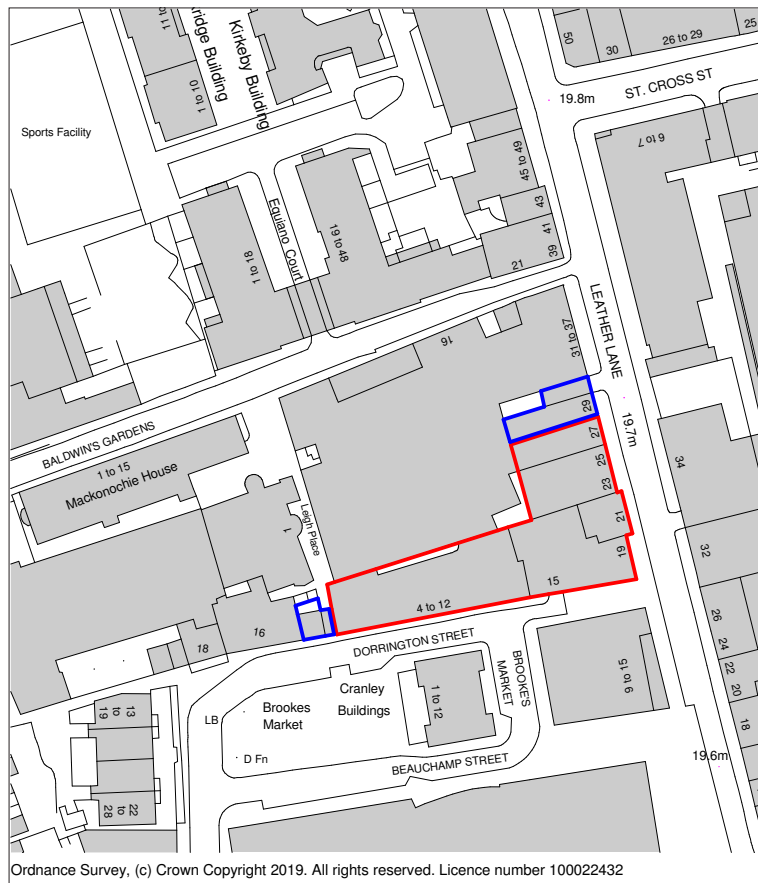 11 to
ridge Building
1 to 10
Kirkeby Building
50
30
26 to 29
25
ST. CROSS ST
19.8m
Sports Facility
6 to 7
45 to 49
43
41
39
21
Equiano Court
19 to 48
1 to 18
LEATHER LANE
31 to 37
16
29
19.7m
27
25
23
21
19
34
32
BALDWIN'S GARDENS
1 to 15
Mackonochie House
Leigh Place
1
15
4 to 12
DORRINGTON STREET
16
18
BROOKE'S
MARKET
9 to 15
26
24
22
20
18
Cranley
Buildings
1 to
12
Brookes
Market
LB
D Fn
BEAUCHAMP STREET
19.6m
13
to
19
22
to
28
Ordnance Survey, (c) Crown Copyright 2019. All rights reserved. Licence number 100022432